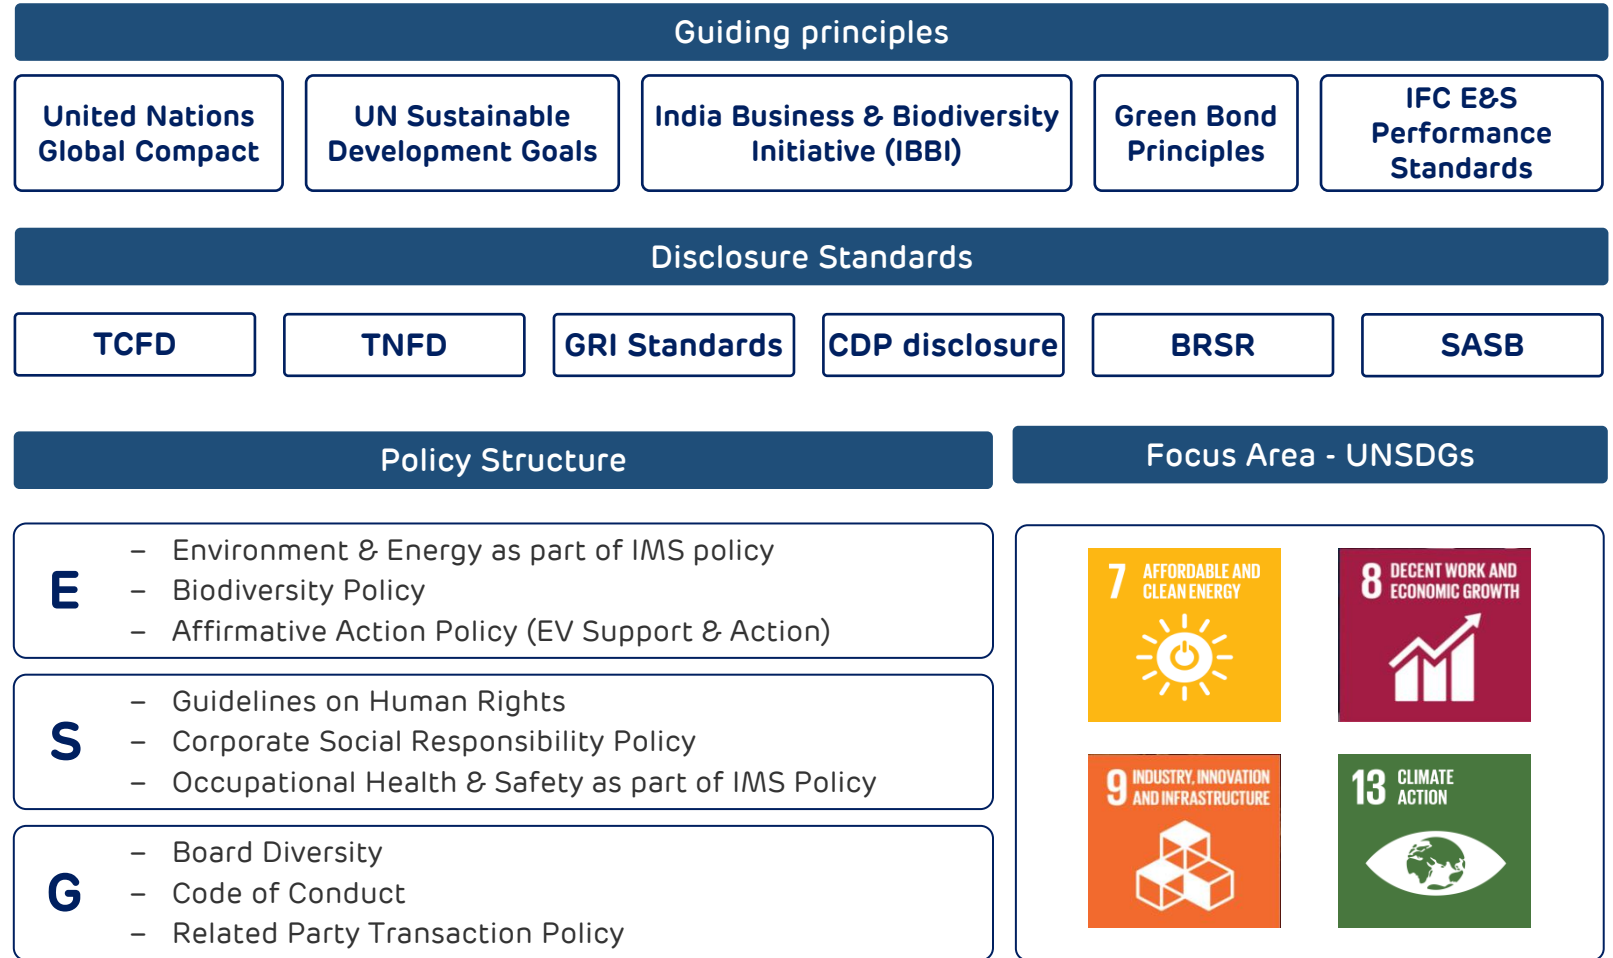 Guiding principles
United Nations
Global Compact
UN Sustainable
Development Goals
India Business & Biodiversity
Initiative (IBBI)
Green Bond
Principles
IFC E&S
Performance
Standards
Disclosure Standards
TCFD
TNFD
GRI Standards
CDP disclosure
BRSR
SASB
Policy Structure
E
– Environment & Energy as part of IMS policy
– Biodiversity Policy
– Affirmative Action Policy (EV Support & Action)
S
– Guidelines on Human Rights
– Corporate Social Responsibility Policy
– Occupational Health & Safety as part of IMS Policy
G
– Board Diversity
– Code of Conduct
– Related Party Transaction Policy
Focus Area - UNSDGs
7 AFFORDABLE AND
CLEAN ENERGY
8 DECENT WORK AND
ECONOMIC GROWTH
9 INDUSTRY, INNOVATION
AND INFRASTRUCTURE
13 CLIMATE
ACTION